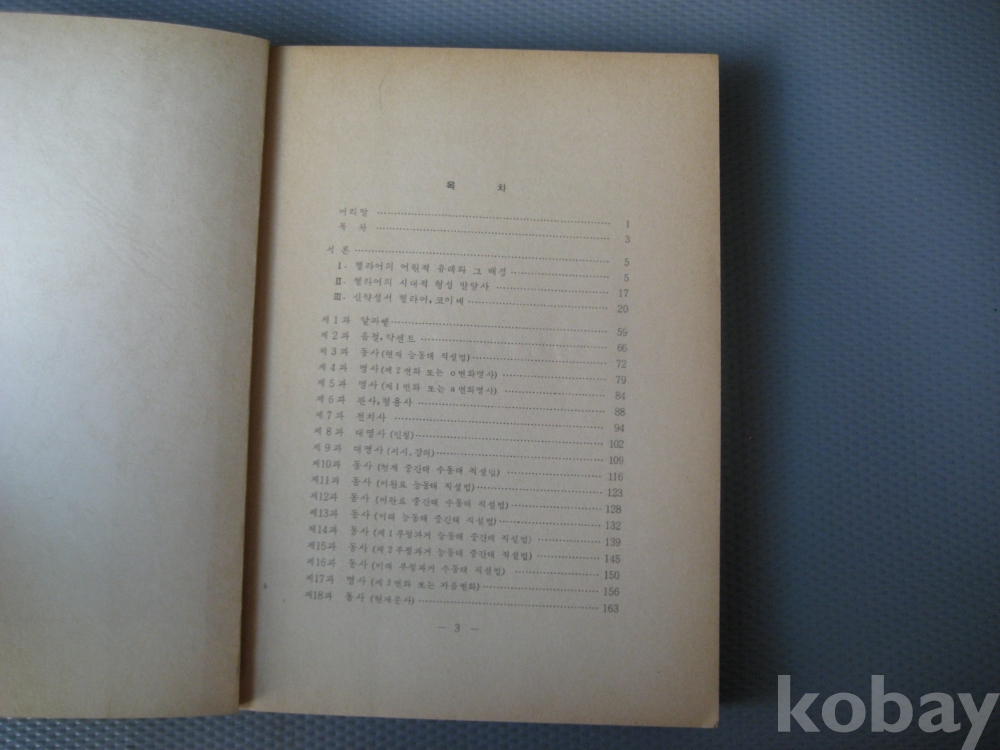 목 차
머리말 1
목 차 3
서 론 5
Ⅰ. 헬라어의 어원적 유래와 그 배경 5
Ⅱ. 헬라어의 시대적 형성 발달사 17
Ⅲ. 신약성서 헬라어, 코이네 20
제 1 과 알파벧 59
제 2 과 음절, 악센트 66
제 3 과 동사 (현재 능동태 직설법) 72
제 4 과 명사 (제 2 변화 또는 o 변화명사) 79
제 5 과 명사 (제 1 변화 또는 a 변화명사) 84
제 6 과 관사, 형용사 88
제 7 과 전치사 94
제 8 과 대명사 (인칭) 102
제 9 과 대명사 (지시, 강의) 109
제10과 동사 (현재 중간태 수동태 직설법) 116
제11과 동사 (미완료 능동태 직설법) 123
제12과 동사 (미완료 중간태 수동태 직설법) 128
제13과 동사 (미래 능동태 중간태 직설법) 132
제14과 동사 (제 1 부정과거 능동태 중간태 직설법) 139
제15과 동사 (제 2 부정과거 능동태 중간태 직설법) 145
제16과 동사 (미래 부정과거 수동태 직설법) 150
제17과 명사 (제 3 변화 또는 자음변화) 156
제18과 동사 (현재분사) 163
— 3 —
kobay